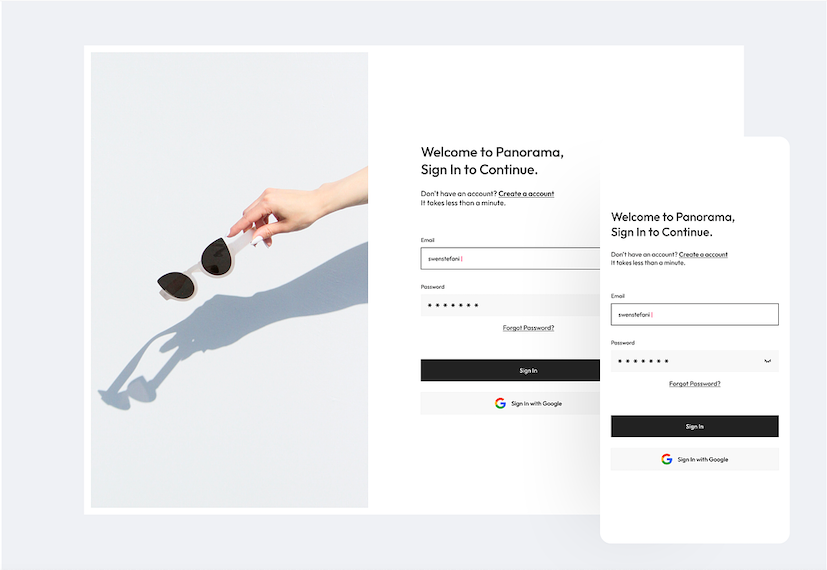 Welcome to Panorama,
Sign In to Continue.
Don't have an account? Create a account
It takes less than a minute.
Email
swenstefani
Password
Forgot Password?
Sign In
Sign In with Google
Welcome to Panorama,
Sign In to Continue.
Don't have an account? Create a account
It takes less than a minute.
Email
swenstefani
Password
Forgot Password?
Sign In
Sign In with Google